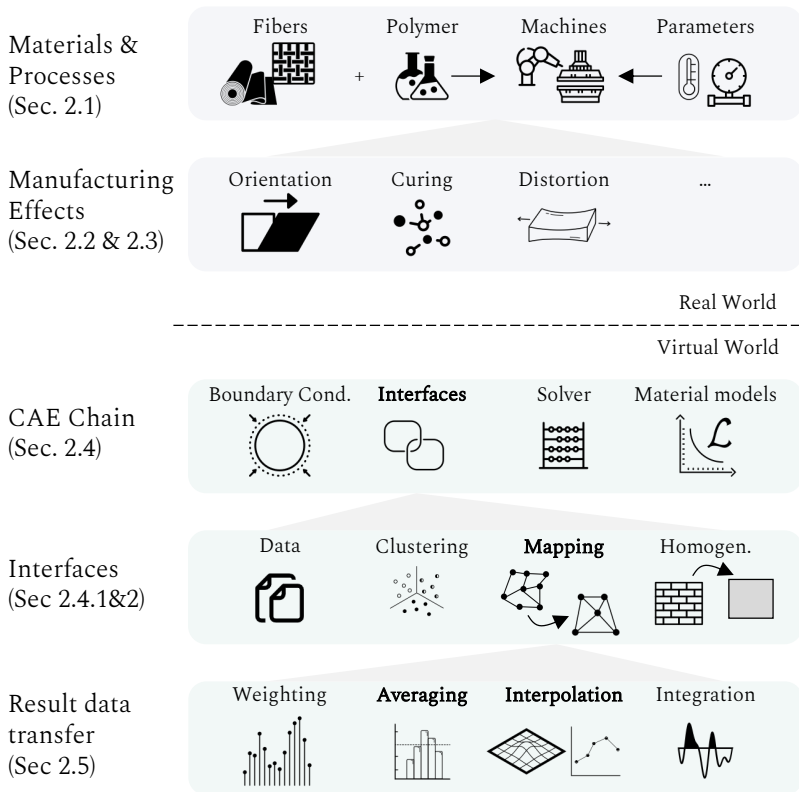 Materials &
Processes
(Sec. 2.1)
Fibers
Polymer
Machines
Parameters
+
Manufacturing
Effects
(Sec. 2.2 & 2.3)
Orientation
Curing
Distortion
...
Real World
Virtual World
CAE Chain
(Sec. 2.4)
Boundary Cond.
Interfaces
Solver
Material models
ℒ
Interfaces
(Sec 2.4.1&2)
Data
Clustering
Mapping
Homogen.
Result data
transfer
(Sec 2.5)
Weighting
Averaging
Interpolation
Integration